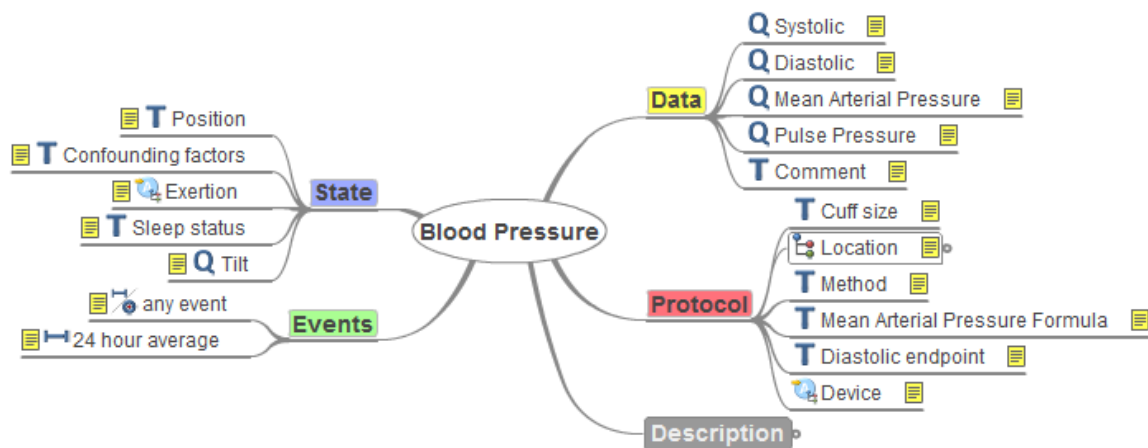 Blood Pressure
Data
Q Systolic
Q Diastolic
Q Mean Arterial Pressure
Q Pulse Pressure
T Comment
Protocol
T Cuff size
Location
T Method
T Mean Arterial Pressure Formula
T Diastolic endpoint
Device
Description
State
T Position
T Confounding factors
Exertion
T Sleep status
Q Tilt
Events
any event
24 hour average